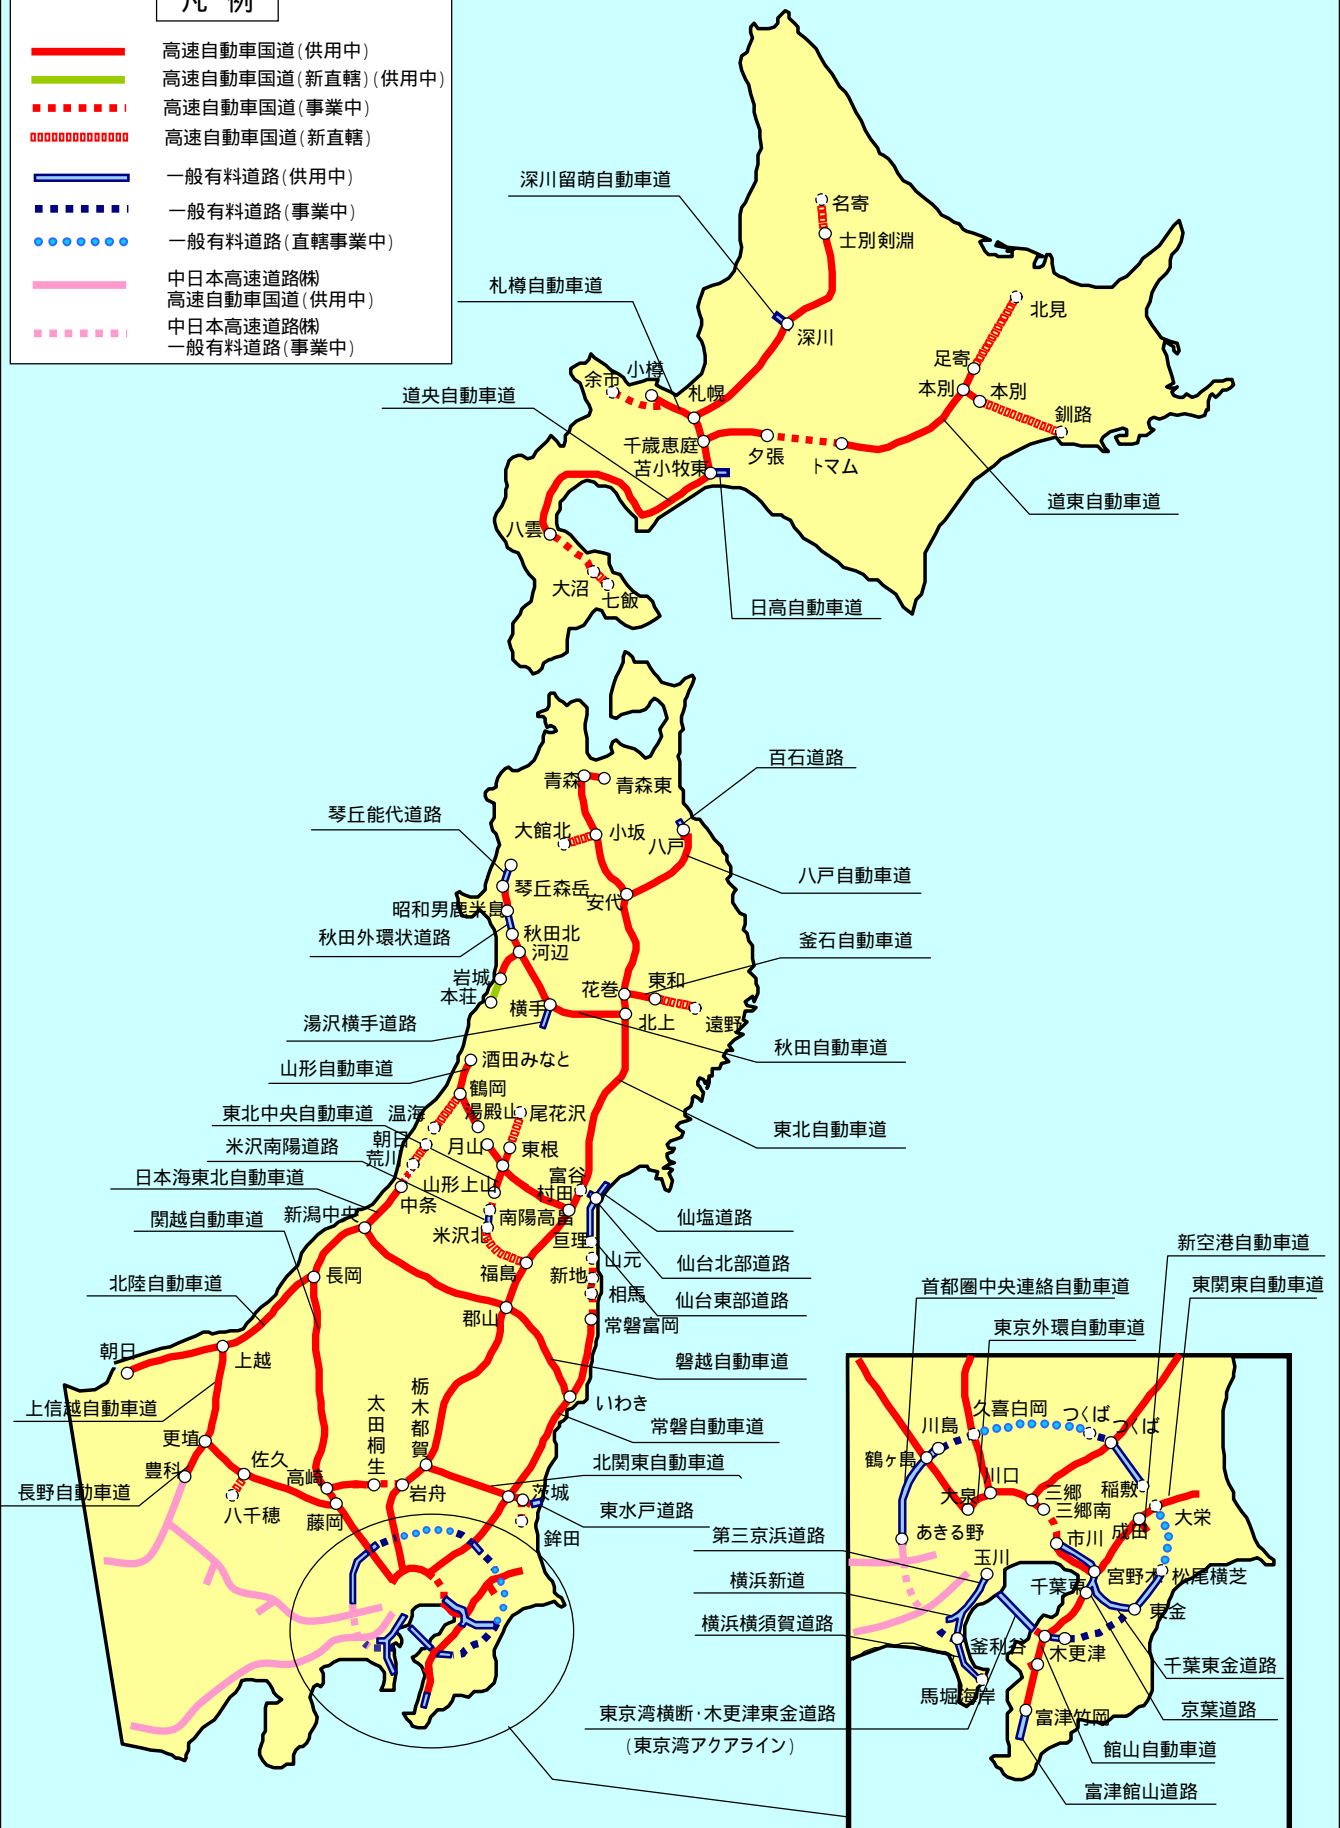 凡 例
高速自動車国道(供用中)
高速自動車国道(新直轄)(供用中)
高速自動車国道(事業中)
高速自動車国道(新直轄)
一般有料道路(供用中)
一般有料道路(事業中)
一般有料道路(直轄事業中)
中日本高速道路㈱
高速自動車国道(供用中)
中日本高速道路㈱
一般有料道路(事業中)
深川留萌自動車道
名寄
士別剣淵
札樽自動車道
北見
深川
足寄
小樽
余市
本別
本別
道央自動車道
札幌
釧路
千歳恵庭
夕張
トマム
苫小牧東
道東自動車道
八雲
大沼
七飯
日高自動車道
百石道路
青森
青森東
琴丘能代道路
大館北
小坂
八戸
八戸自動車道
琴丘森岳
安代
昭和男鹿半島
秋田外環状道路
秋田北
釜石自動車道
河辺
岩城
東和
花巻
本荘
横手
北上
遠野
湯沢横手道路
秋田自動車道
酒田みなと
山形自動車道
鶴岡
東北中央自動車道
温海
湯殿山
尾花沢
東北自動車道
朝日
米沢南陽道路
月山
東根
荒川
日本海東北自動車道
山形上山
富谷
村田
中条
関越自動車道
新潟中央
南陽高畠
仙塩道路
米沢北
亘理
山元
仙台北部道路
新空港自動車道
北陸自動車道
長岡
福島
新地
首都圏中央連絡自動車道
東関東自動車道
相馬
仙台東部道路
郡山
常磐富岡
東京外環自動車道
朝日
上越
磐越自動車道
上信越自動車道
太田桐生
栃木都賀
いわき
常磐自動車道
更埴
佐久
豊科
高崎
北関東自動車道
長野自動車道
八千穂
藤岡
岩舟
茨城
東水戸道路
鉾田
川島
久喜白岡
つくば
つくば
鶴ヶ島
川口
大泉
三郷
稲敷
三郷南
大栄
第三京浜道路
あきる野
成田
市川
玉川
横浜新道
千葉東
宮野木
松尾横芝
横浜横須賀道路
東金
釜利谷
木更津
千葉東金道路
馬堀海岸
東京湾横断・木更津東金道路
富津竹岡
京葉道路
(東京湾アクアライン)
館山自動車道
富津館山道路